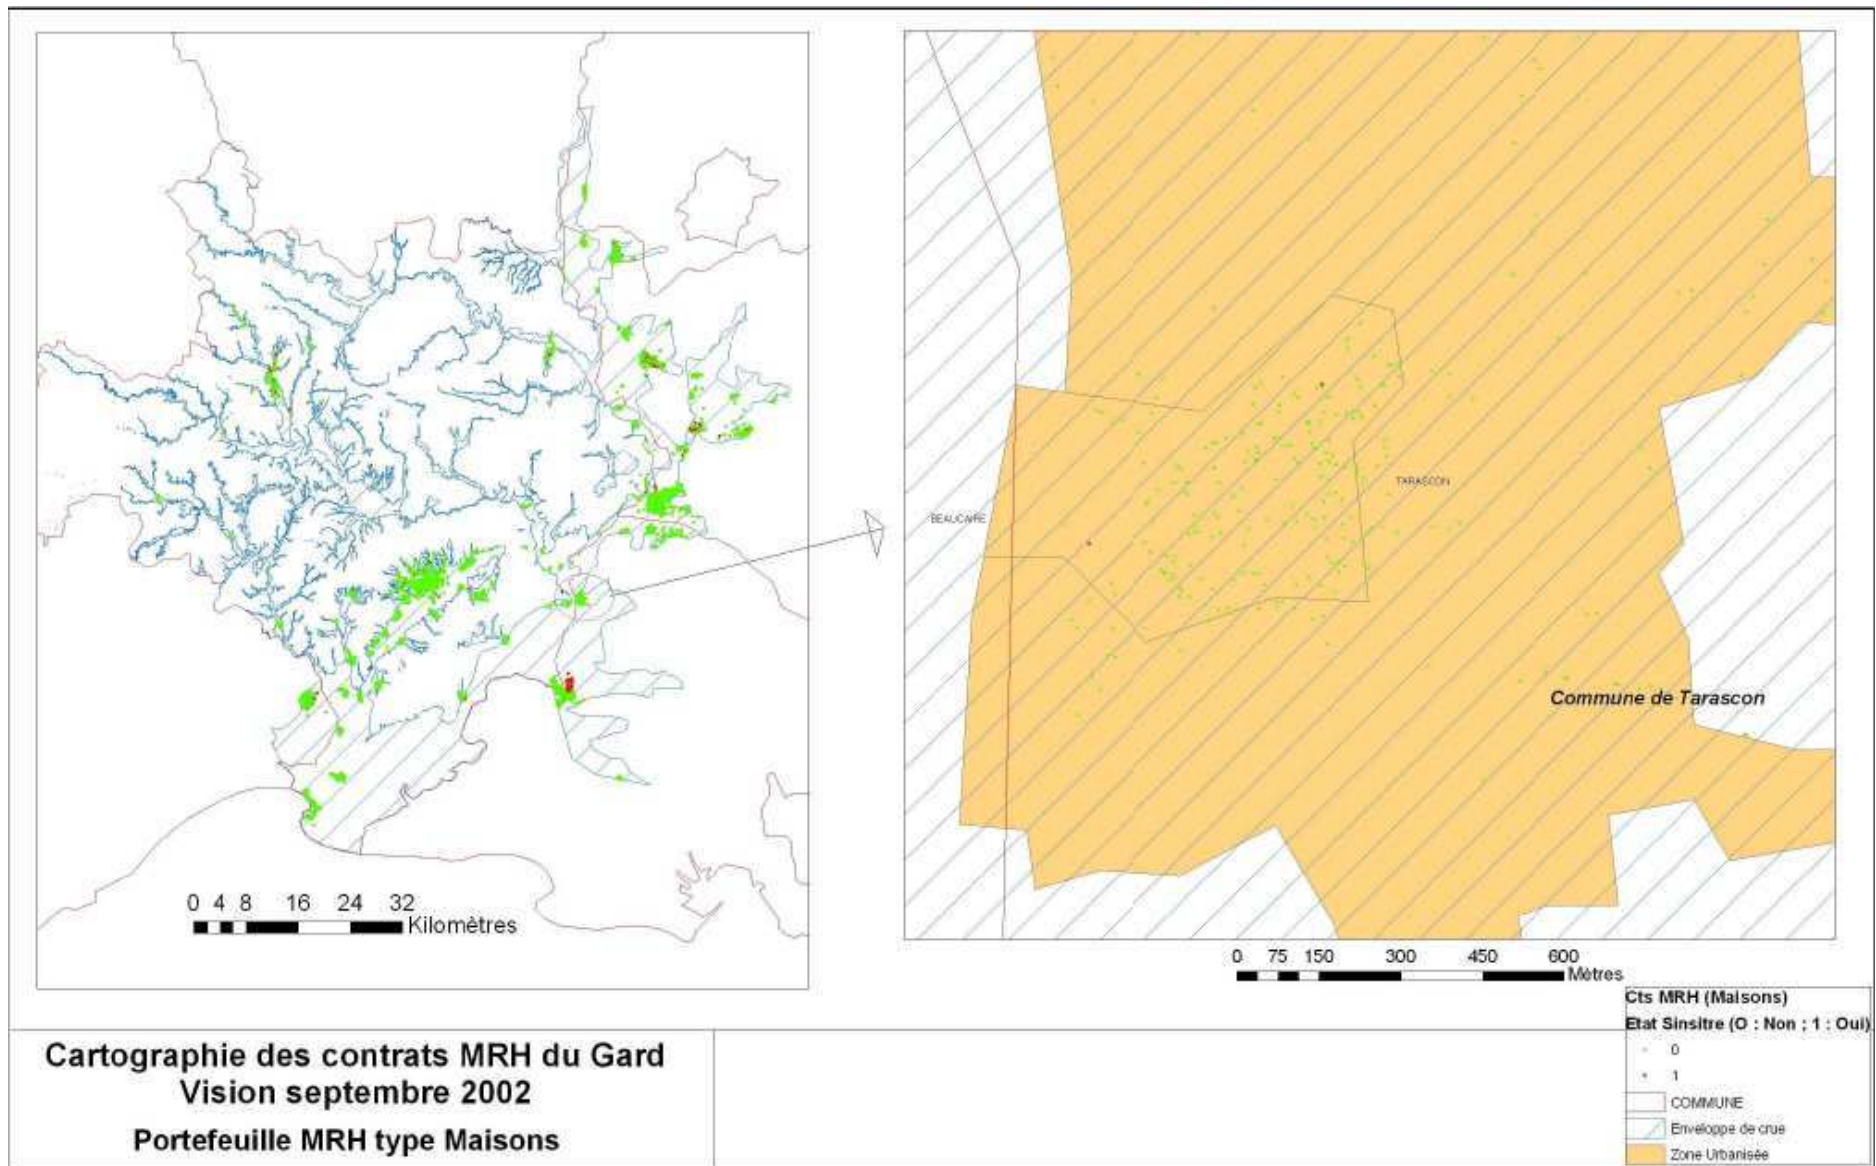 0 4 8 16 24 32
Kilomètres
BEAUCAIRE
TARASCON
Commune de Tarascon
0 75 150 300 450 600
Mètres
Cartographie des contrats MRH du Gard
Vision septembre 2002
Portefeuille MRH type Maisons
Cts MRH (Maisons)
Etat Sinsitre (O : Non ; 1 : Oui)
0
1
COMMUNE
Enveloppe de crue
Zone Urbanisée